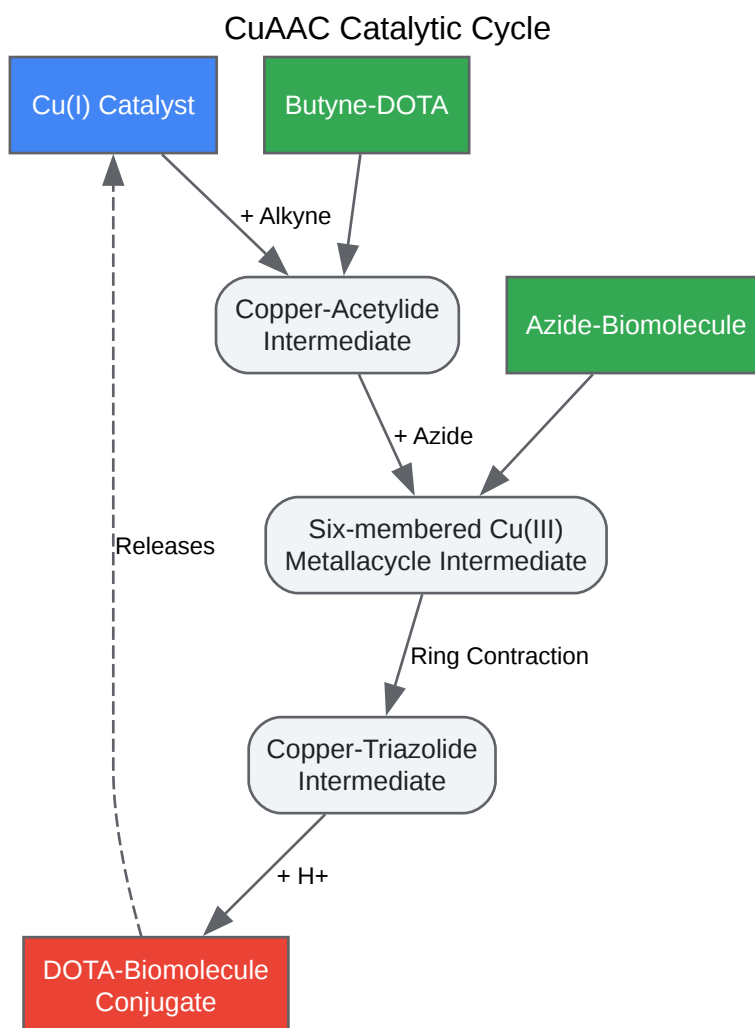 CuAAC Catalytic Cycle
Cu(I) Catalyst
Butyne-DOTA
+ Alkyne
Copper-Acetylide
Intermediate
Azide-Biomolecule
+ Azide
Six-membered Cu(III)
Metallacycle Intermediate
Releases
Ring Contraction
Copper-Triazolide
Intermediate
+ H+
DOTA-Biomolecule
Conjugate